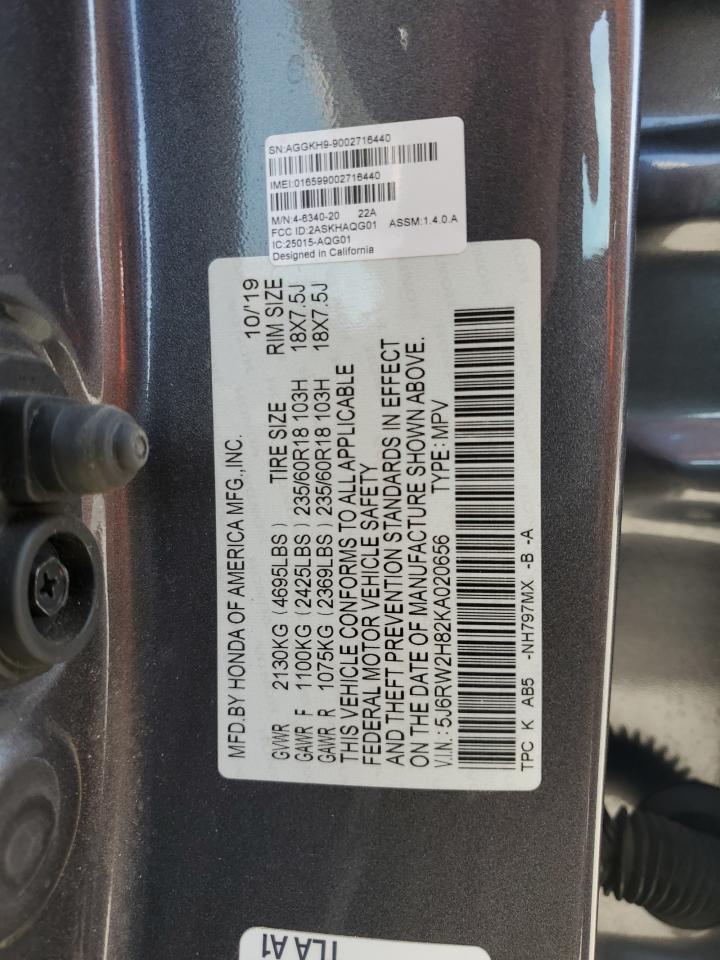 SN:AGGKH9-9002716440
IMEI:016599002716440
M/N:4-6340-20 22A
FCC ID:2ASKHAQG01 ASSM:1.4.0.A
IC:25015-AQG01
Designed in California
MFD.BY HONDA OF AMERICA MFG.,INC. 10/'19
TIRE SIZE RIM SIZE
GVWR 2130KG (4695LBS)
GAWR F 1100KG (2425LBS) 235/60R18 103H 18X7.5J
GAWR R 1075KG (2369LBS) 235/60R18 103H 18X7.5J
THIS VEHICLE CONFORMS TO ALL APPLICABLE
FEDERAL MOTOR VEHICLE SAFETY
AND THEFT PREVENTION STANDARDS IN EFFECT
ON THE DATE OF MANUFACTURE SHOWN ABOVE.
V.I.N.: 5J6RW2H82KA020656 TYPE: MPV
TPC K AB5 -NH797MX -B -A